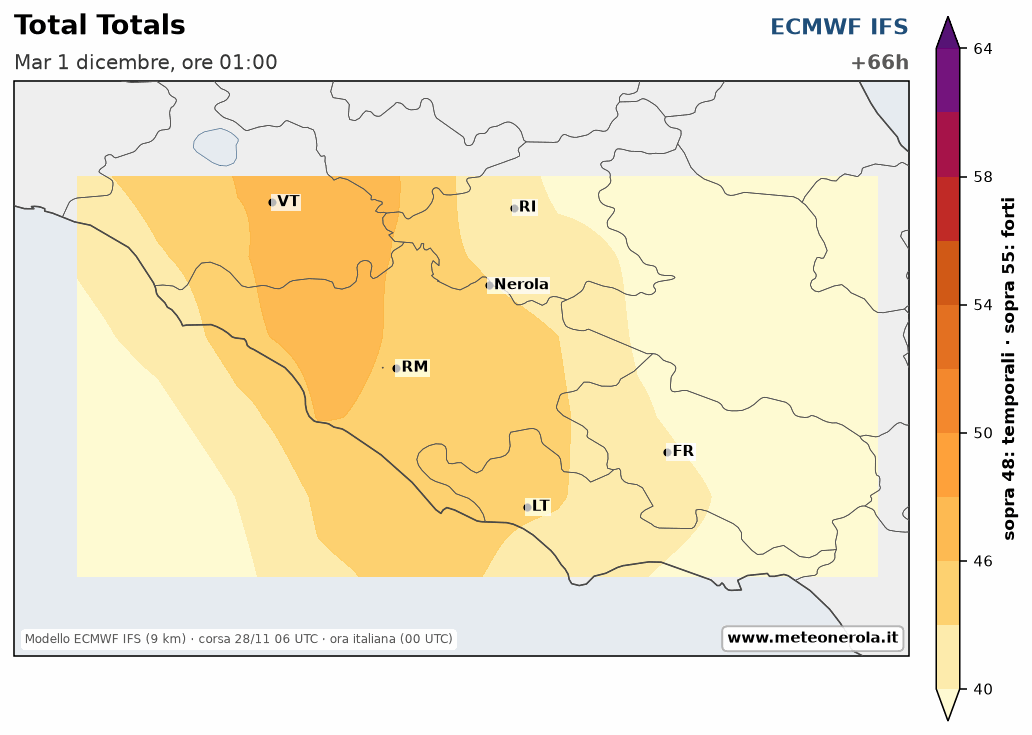 Total Totals
ECMWF IFS
Mar 1 dicembre, ore 01:00
+66h
64
58
54
50
46
40
sopra 48: temporali · sopra 55: forti
VT
RI
Nerola
RM
FR
LT
Modello ECMWF IFS (9 km) · corsa 28/11 06 UTC · ora italiana (00 UTC)
www.meteonerola.it